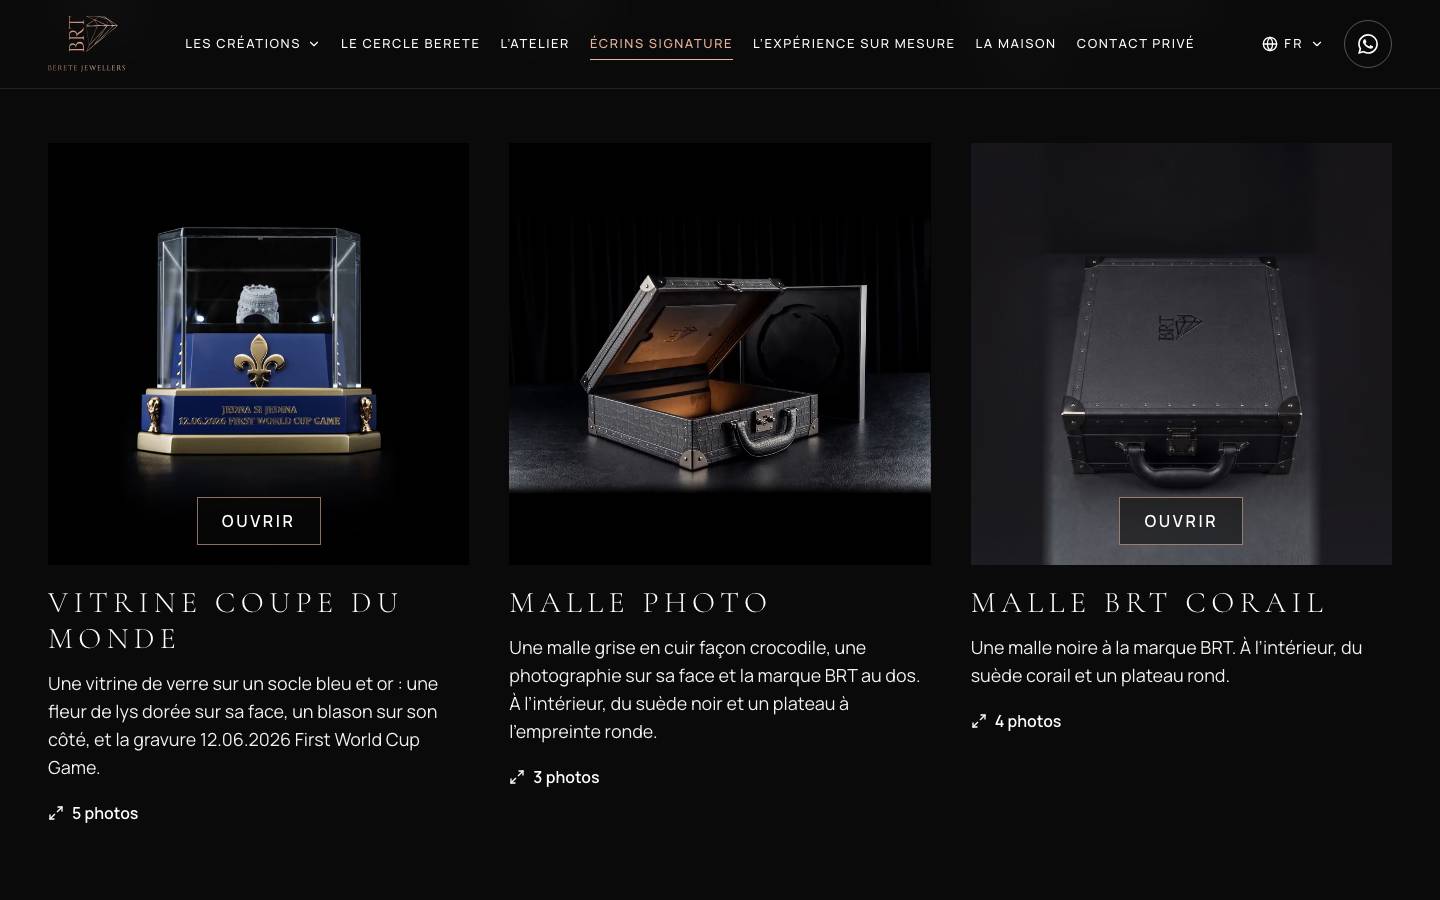 BRT
BERETE JEWELLERS
LES CRÉATIONS
LE CERCLE BERETE
L'ATELIER
ÉCRINS SIGNATURE
L'EXPÉRIENCE SUR MESURE
LA MAISON
CONTACT PRIVÉ
FR
JEDNA SI JEDINA
12.06.2026 FIRST WORLD CUP GAME
BRT
BRT
OUVRIR
OUVRIR
VITRINE COUPE DU
MONDE
Une vitrine de verre sur un socle bleu et or : une
fleur de lys dorée sur sa face, un blason sur son
côté, et la gravure 12.06.2026 First World Cup
Game.
5 photos
MALLE PHOTO
Une malle grise en cuir façon crocodile, une
photographie sur sa face et la marque BRT au dos.
À l’intérieur, du suède noir et un plateau à
l’empreinte ronde.
3 photos
MALLE BRT CORAIL
Une malle noire à la marque BRT. À l’intérieur, du
suède corail et un plateau rond.
4 photos